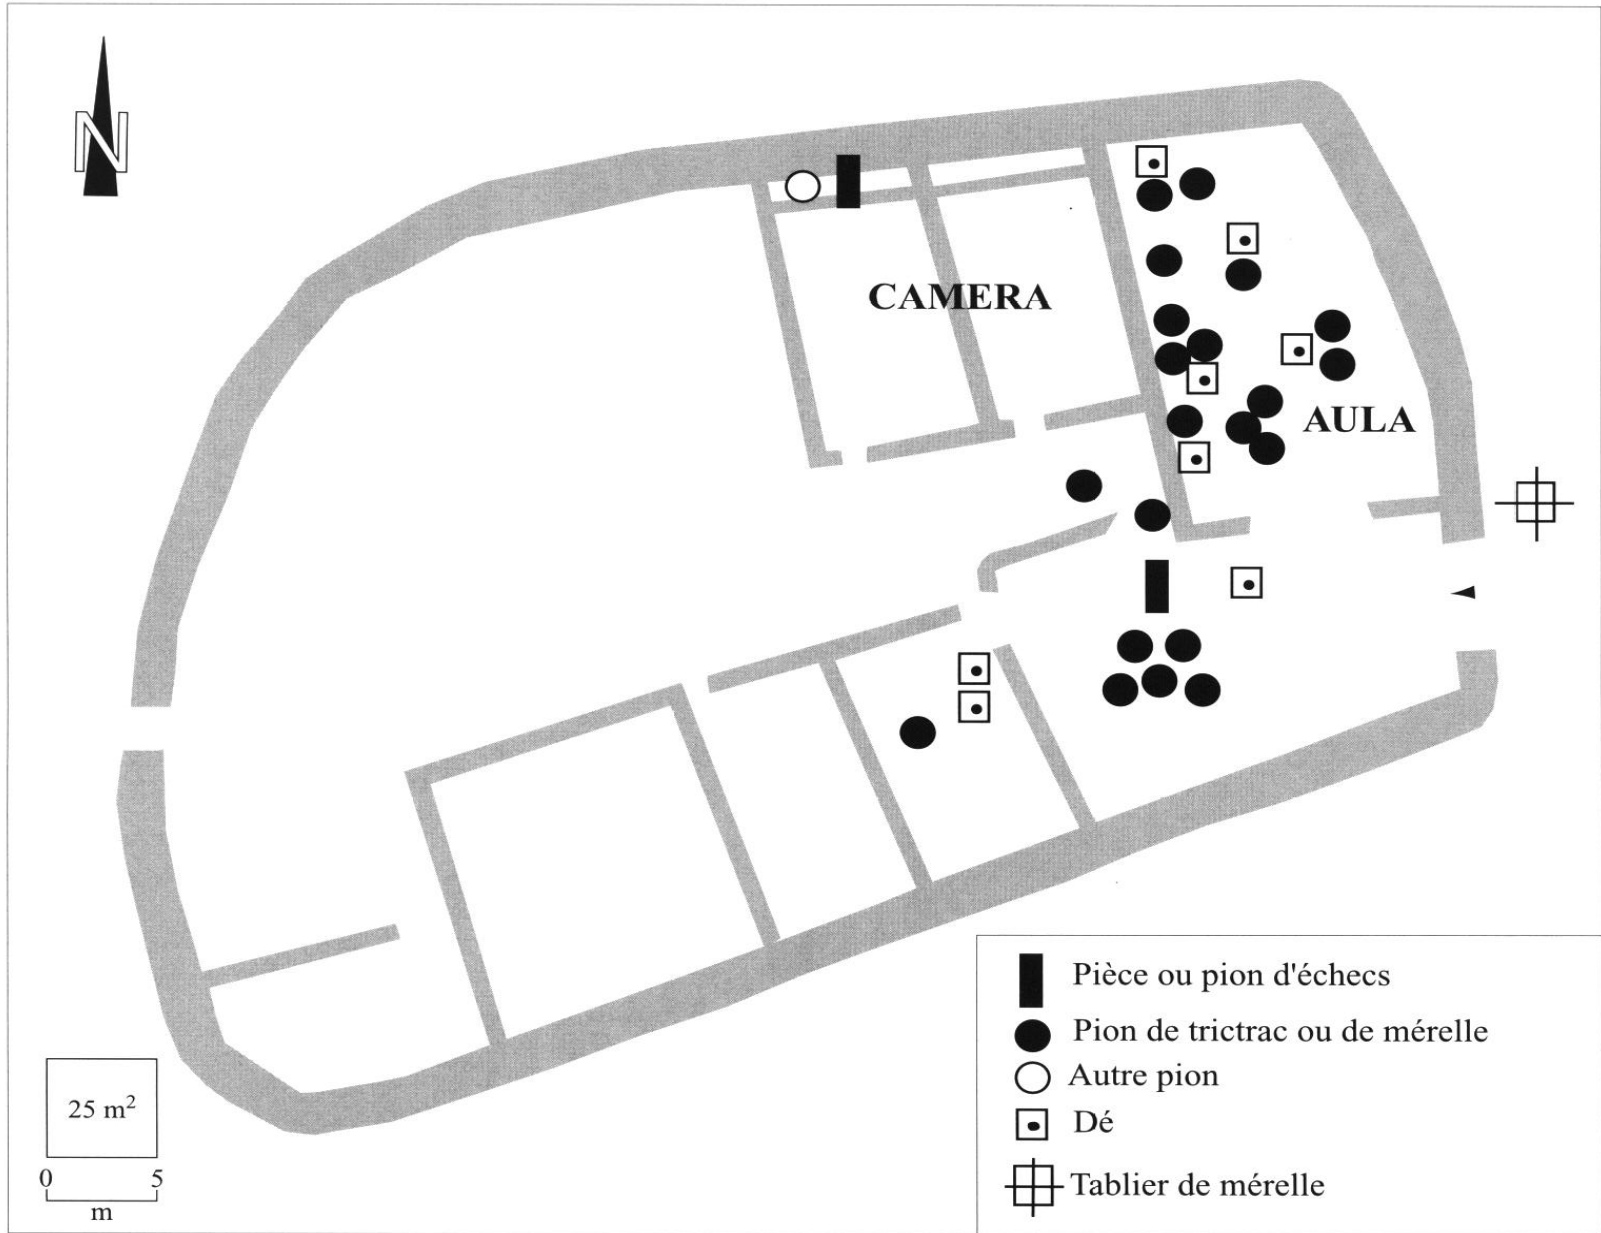 N
CAMERA
AULA
Pièce ou pion d'échecs
Pion de trictrac ou de mérelle
Autre pion
Dé
Tablier de mérelle
25 m²
0 5
m